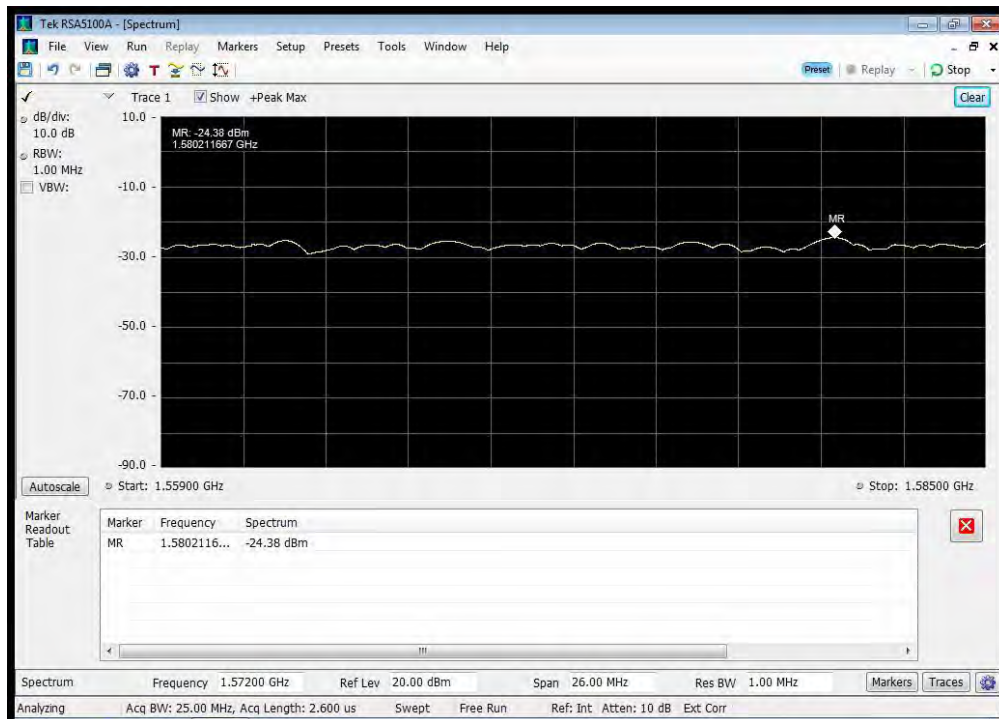 Tek RSA5100A - [Spectrum]
File View Run Replay Markers Setup Presets Tools Window Help
T
Preset Replay Stop
Trace 1 Show +Peak Max Clear
dB/div:
10.0 dB
RBW:
1.00 MHz
VBW:
10.0
-10.0
-30.0
-50.0
-70.0
-90.0
MR: -24.38 dBm
1.580211667 GHz
MR
Autoscale Start: 1.55900 GHz Stop: 1.58500 GHz
Marker
Readout
Table
Marker Frequency Spectrum
MR 1.5802116... -24.38 dBm
Spectrum Frequency 1.57200 GHz Ref Lev 20.00 dBm Span 26.00 MHz Res BW 1.00 MHz Markers Traces
Analyzing Acq BW: 25.00 MHz, Acq Length: 2.600 us Swept Free Run Ref: Int Atten: 10 dB Ext Corr